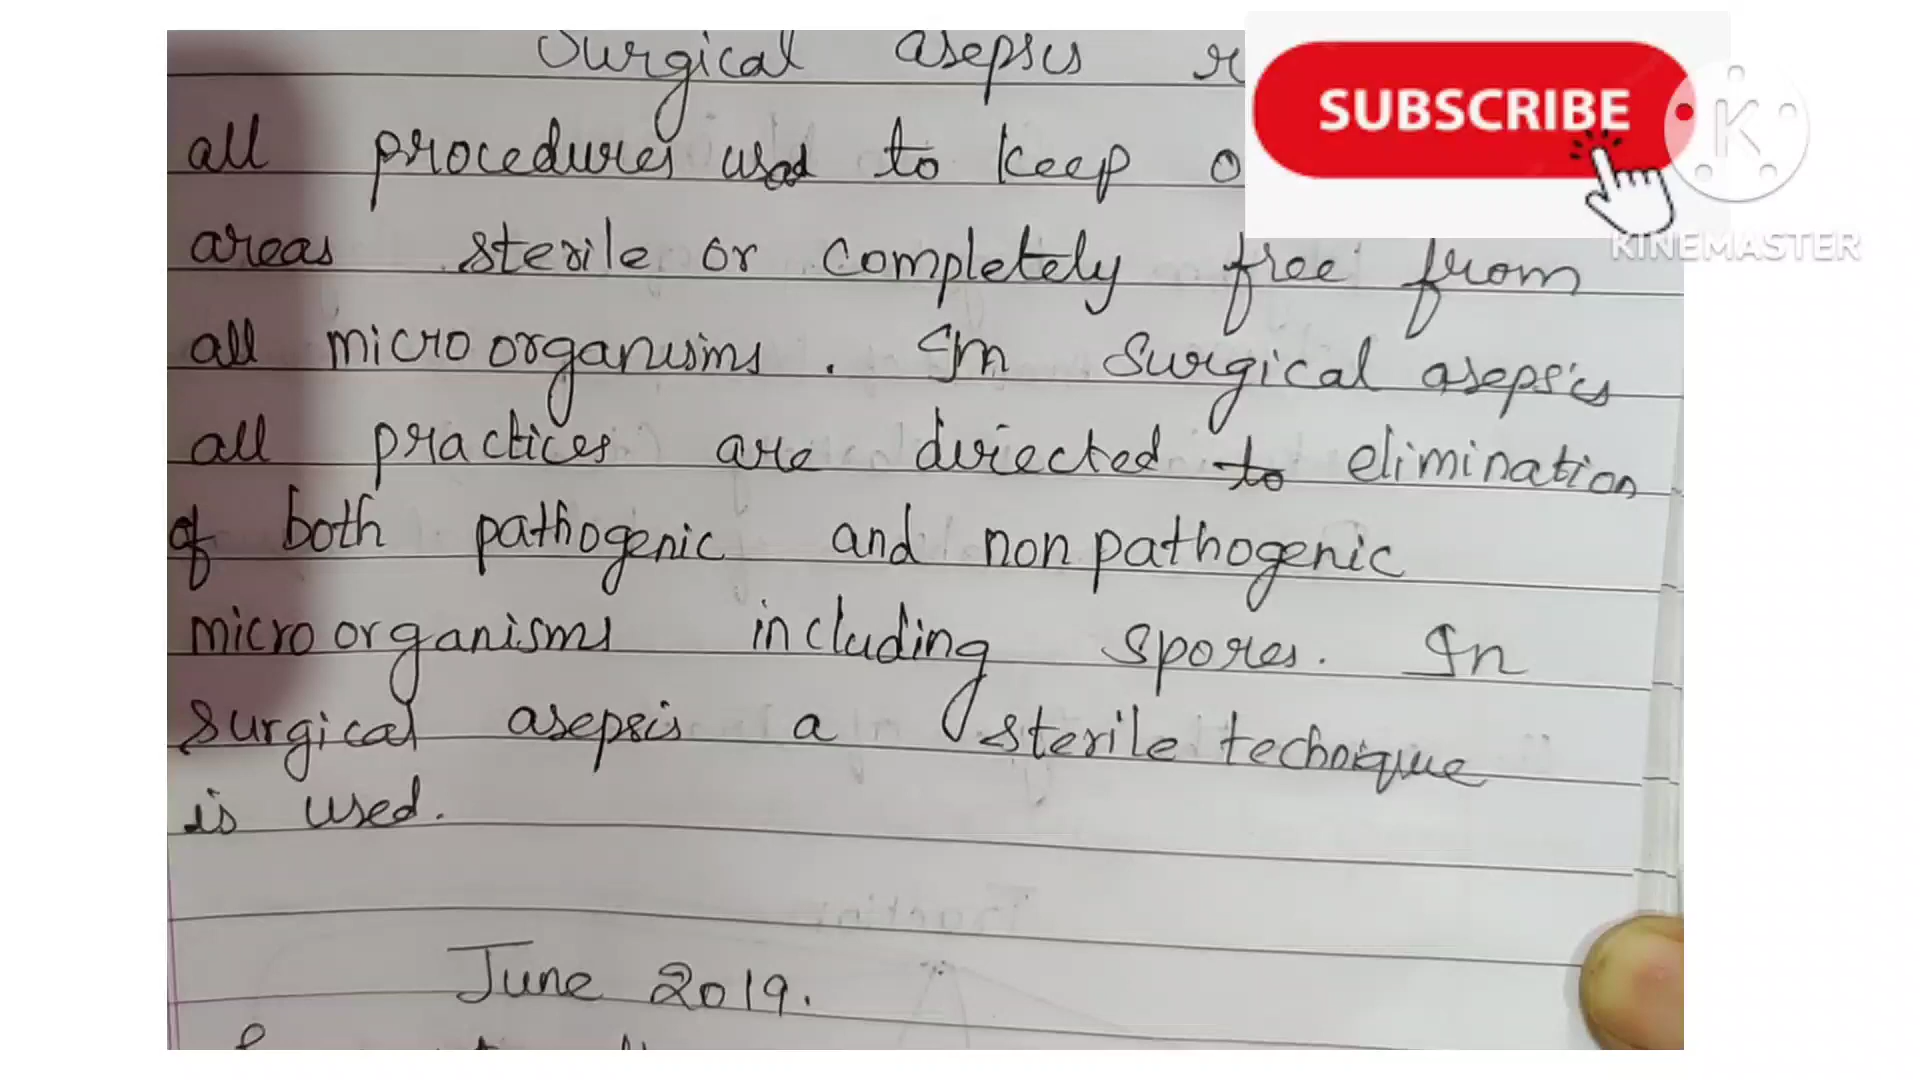 Surgical asepsis r
SUBSCRIBE
K
KINEMASTER
all procedures used to keep o
areas sterile or completely free from
all microorganisms. In surgical asepsis
all practices are directed to elimination
of both pathogenic and nonpathogenic
microorganisms including spores. In
surgical asepsis a sterile technique
is used.
June 2019.